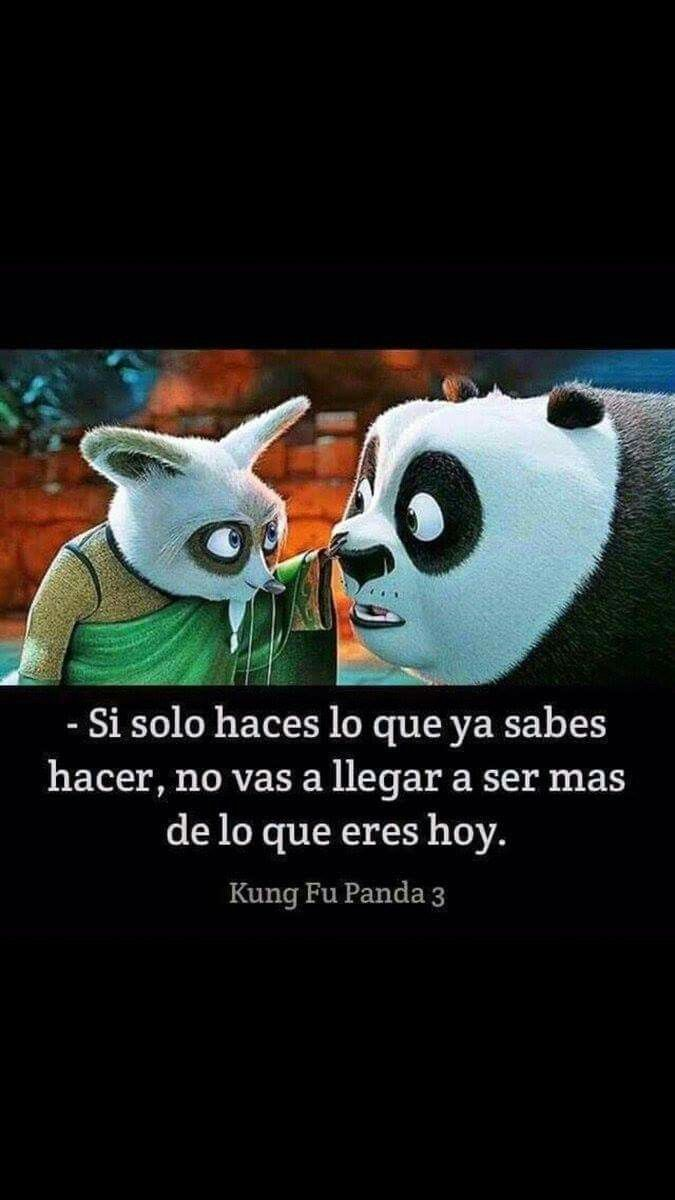 - Si solo haces lo que ya sabes
hacer, no vas a llegar a ser mas
de lo que eres hoy.
Kung Fu Panda 3